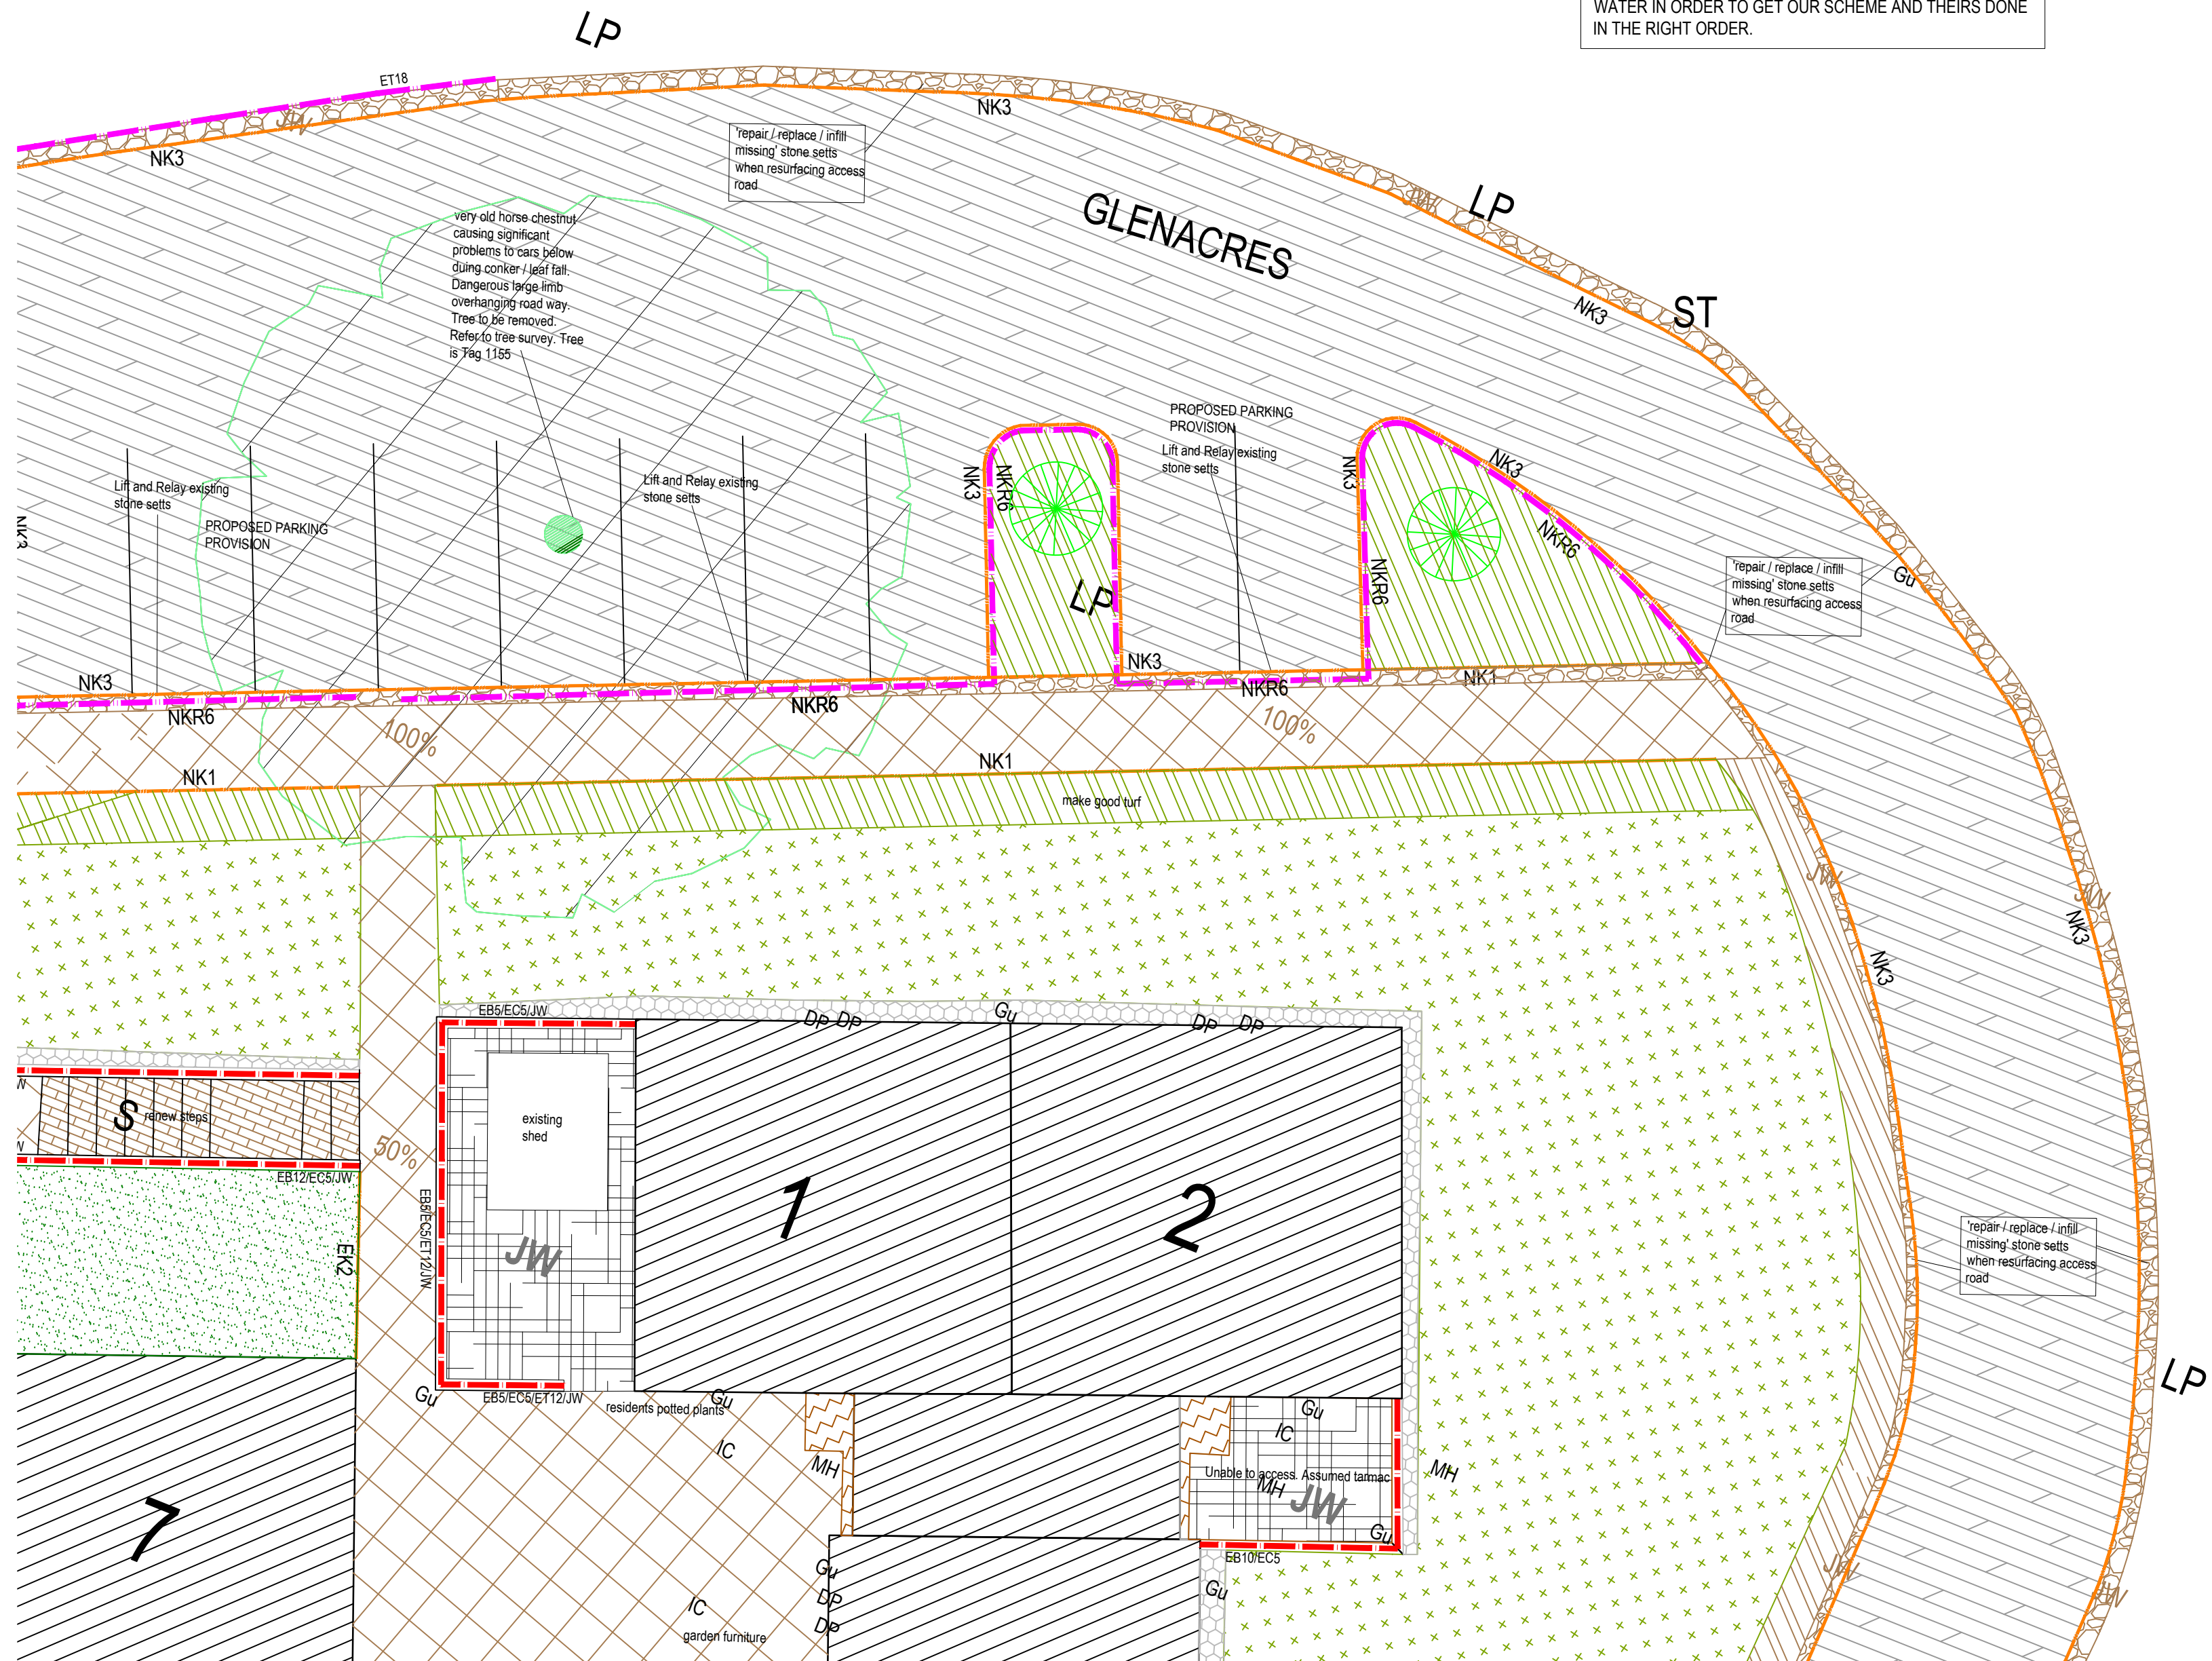 WATER IN ORDER TO GET OUR SCHEME AND THEIRS DONE
IN THE RIGHT ORDER.
LP
ET18
JW
NK3
NK3
'repair / replace / infill
missing' stone setts
when resurfacing access
road
very old horse chestnut
causing significant
problems to cars below
duing conker / leaf fall.
Dangerous large limb
overhanging road way.
Tree to be removed.
Refer to tree survey. Tree
is Tag 1155
GLENACRES
JW
LP
NK3
ST
PROPOSED PARKING
PROVISION
Lift and Relay existing
stone setts
NK3
NKR6
NK3
NK3
NKR6
NKR6
Lift and Relay existing
stone setts
PROPOSED PARKING
PROVISION
Lift and Relay existing
stone setts
NK3
LP
'repair / replace / infill
missing' stone setts
when resurfacing access
road
Gu
NK3
NKR6
NKR6
NK3
NKR6
NK1
100%
100%
NK1
NK1
make good turf
JW
JW
NK3
NK3
EB5/EC5/JW
DP
DP
Gu
DP
DP
W
S
renew steps
W
EB12/EC5/JW
50%
existing
shed
EB5/EC5/ET12/JW
EK2
JW
1
2
'repair / replace / infill
missing' stone setts
when resurfacing access
road
LP
Gu
EB5/EC5/ET12/JW
residents potted plants
Gu
IC
MH
Gu
IC
Unable to access. Assumed tarmac
MH
JW
MH
Gu
EB10/EC5
7
Gu
DP
DP
Gu
IC
garden furniture
JW
JW